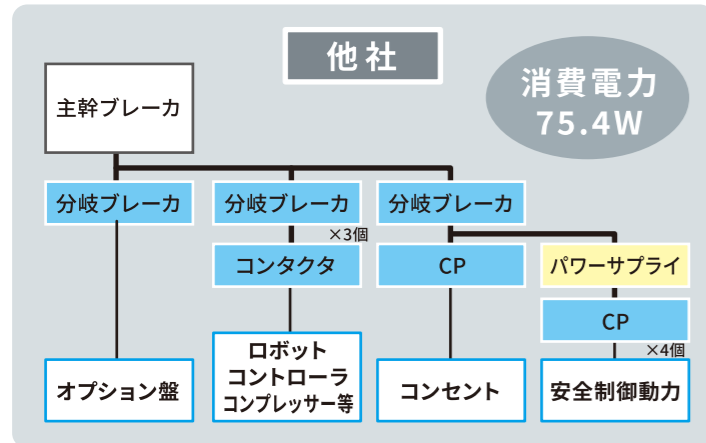 他社
消費電力
75.4W
主幹ブレーカ
分岐ブレーカ
分岐ブレーカ
分岐ブレーカ
×3個
コンタクタ
CP
パワーサプライ
CP
×4個
オプション盤
ロボット
コントローラ
コンプレッサー等
コンセント
安全制御動力